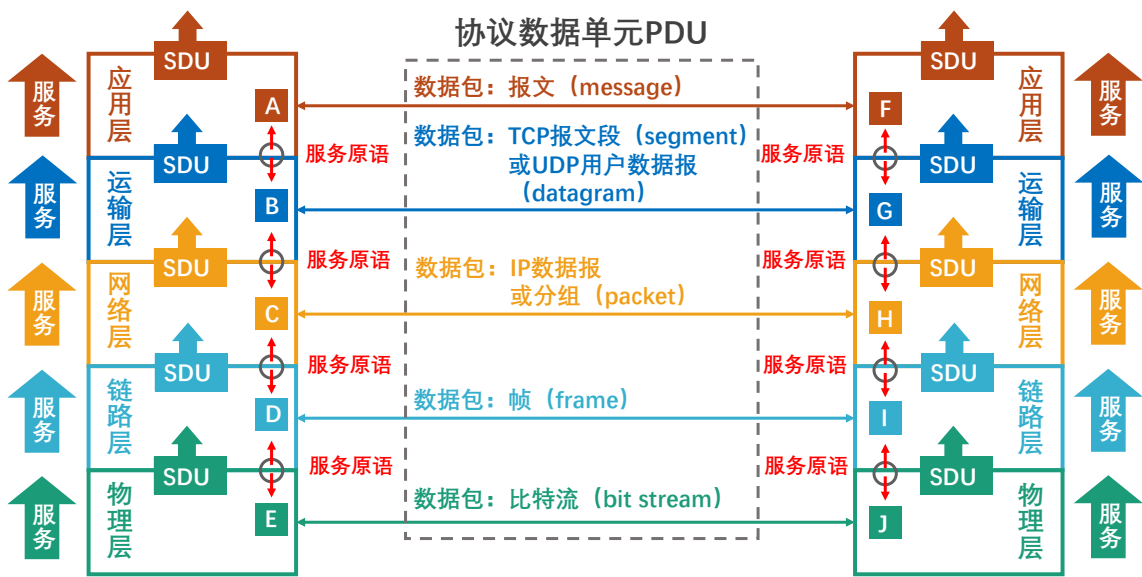 协议数据单元PDU
SDU
SDU
服务
应用层
A
数据包：报文（message）
F
应用层
服务
服务原语
数据包：TCP报文段（segment）
或UDP用户数据报
（datagram）
服务原语
SDU
SDU
服务
运输层
B
G
运输层
服务
SDU
SDU
服务原语
数据包：IP数据报
或分组（packet）
服务原语
服务
网络层
C
H
网络层
服务
SDU
SDU
服务原语
服务原语
服务
链路层
D
数据包：帧（frame）
I
链路层
服务
SDU
SDU
服务原语
服务原语
服务
物理层
E
数据包：比特流（bit stream）
J
物理层
服务